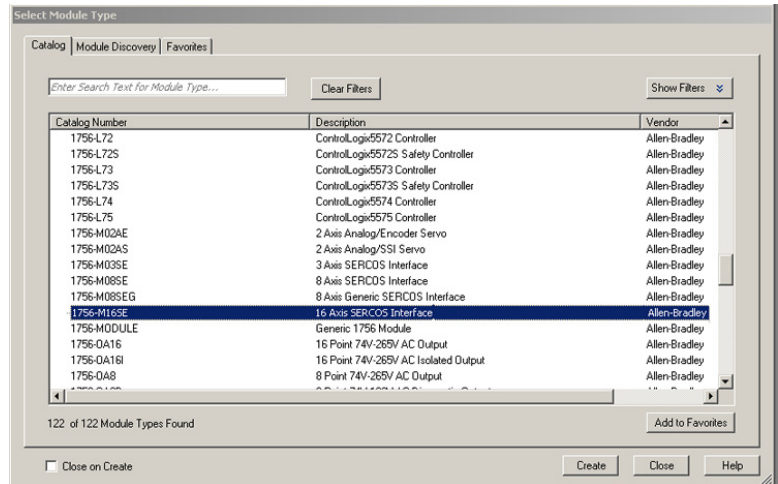 Select Module Type
Catalog Module Discovery Favorites
Enter Search Text for Module Type...
Clear Filters
Show Filters
Catalog Number Description Vendor
1756-L72 ControlLogix5572 Controller Allen-Bradley
1756-L72S ControlLogix5572S Safety Controller Allen-Bradley
1756-L73 ControlLogix5573 Controller Allen-Bradley
1756-L73S ControlLogix5573S Safety Controller Allen-Bradley
1756-L74 ControlLogix5574 Controller Allen-Bradley
1756-L75 ControlLogix5575 Controller Allen-Bradley
1756-M02AE 2 Axis Analog/Encoder Servo Allen-Bradley
1756-M02AS 2 Axis Analog/SSI Servo Allen-Bradley
1756-M03SE 3 Axis SERCOS Interface Allen-Bradley
1756-M08SE 8 Axis SERCOS Interface Allen-Bradley
1756-M08SEG 8 Axis Generic SERCOS Interface Allen-Bradley
1756-M16SE 16 Axis SERCOS Interface Allen-Bradley
1756-MODULE Generic 1756 Module Allen-Bradley
1756-OA16 16 Point 74V-265V AC Output Allen-Bradley
1756-OA16I 16 Point 74V-265V AC Isolated Output Allen-Bradley
1756-OA8 8 Point 74V-265V AC Output Allen-Bradley
122 of 122 Module Types Found
Add to Favorites
Close on Create
Create Close Help